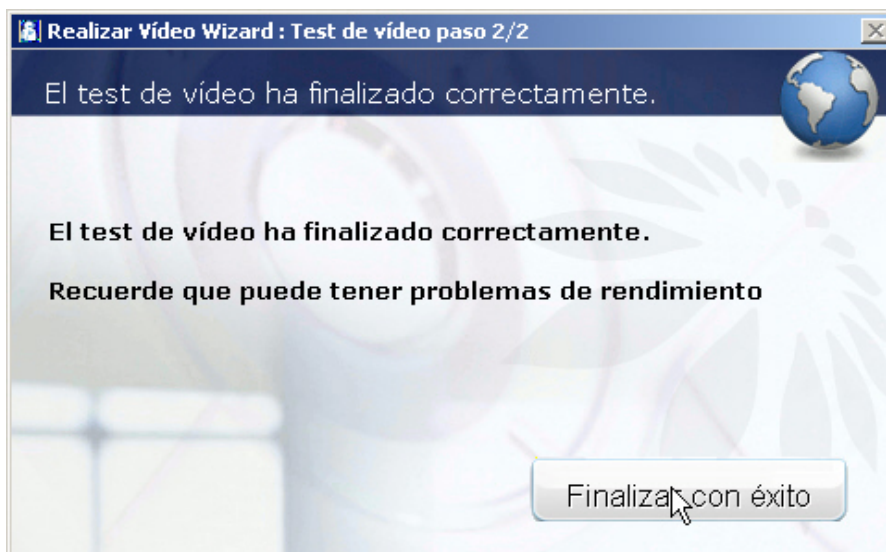 Realizar Vídeo Wizard : Test de vídeo paso 2/2
El test de vídeo ha finalizado correctamente.
El test de vídeo ha finalizado correctamente.
Recuerde que puede tener problemas de rendimiento
Finalizar con éxito